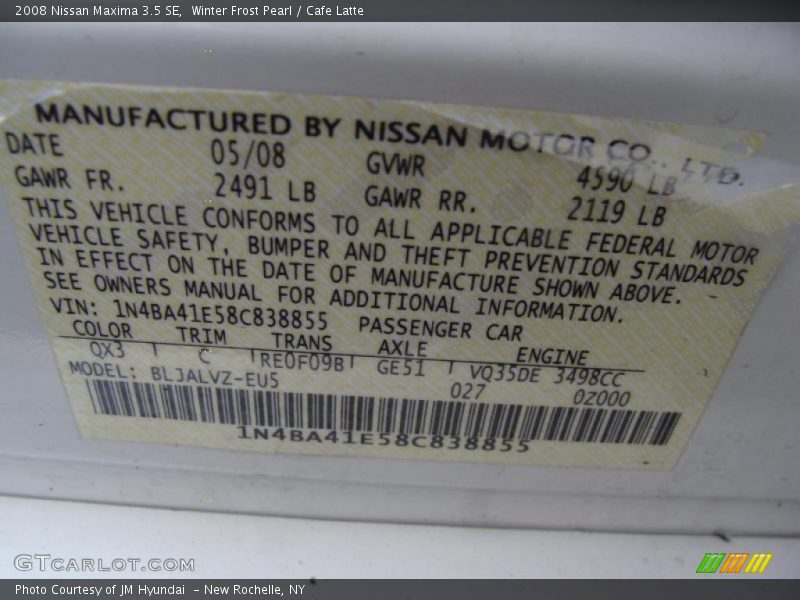 2008 Nissan Maxima 3.5 SE,  Winter Frost Pearl / Cafe Latte
MANUFACTURED BY NISSAN MOTOR CO., LTD.
DATE 05/08 GVWR 4590 LB
GAWR FR. 2491 LB GAWR RR. 2119 LB
THIS VEHICLE CONFORMS TO ALL APPLICABLE FEDERAL MOTOR
VEHICLE SAFETY, BUMPER AND THEFT PREVENTION STANDARDS
IN EFFECT ON THE DATE OF MANUFACTURE SHOWN ABOVE.
SEE OWNERS MANUAL FOR ADDITIONAL INFORMATION.
VIN: 1N4BA41E58C838855 PASSENGER CAR
COLOR TRIM TRANS AXLE ENGINE
QX3 C RE0F09B GE51 VQ35DE 3498CC
MODEL: BLJALVZ-EU5 027 0Z000
1N4BA41E58C838855
GTCarLot.com
Photo Courtesy of JM Hyundai - New Rochelle, NY